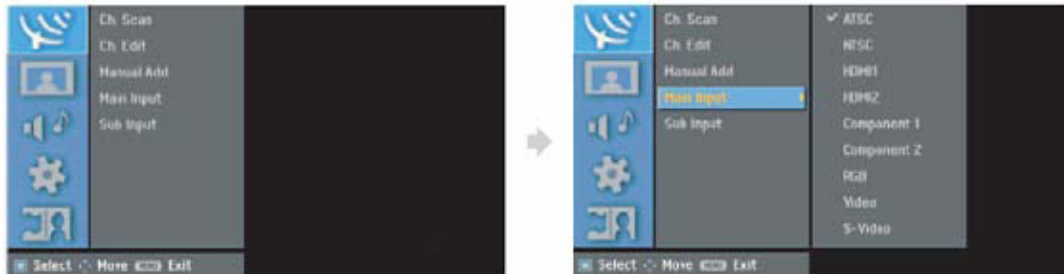 Ch. Scan
Ch. Edit
Manual Add
Main Input
Sub Input
Select Move Exit
Ch. Scan
Ch. Edit
Manual Add
Main Input
Sub Input
ATSC
NTSC
HDMI1
HDMI2
Component 1
Component 2
RGB
Video
S-Video
Select Move Exit